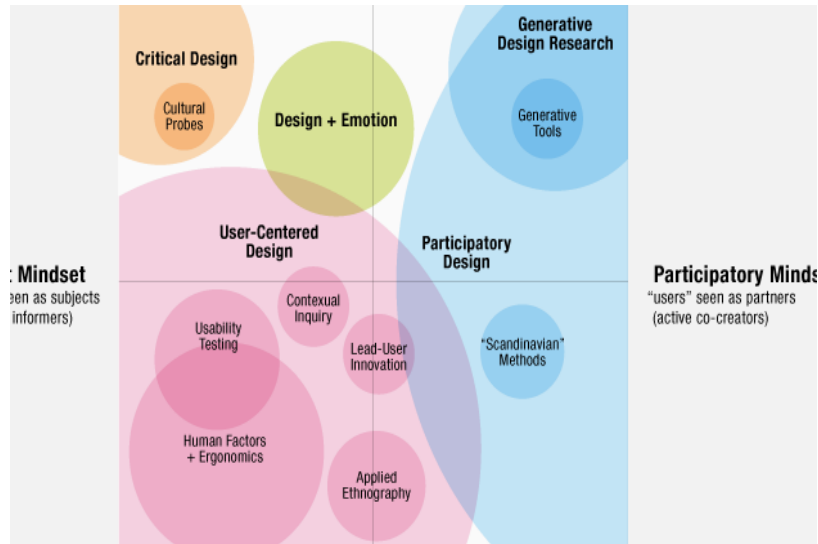 Generative
Design Research
Critical Design
Cultural
Probes
Design + Emotion
Generative
Tools
User-Centered
Design
Participatory
Design
Mindset
seen as subjects
informers)
Participatory Minds
"users" seen as partners
(active co-creators)
Contexual
Inquiry
Usability
Testing
Lead-User
Innovation
"Scandinavian"
Methods
Human Factors
+ Ergonomics
Applied
Ethnography